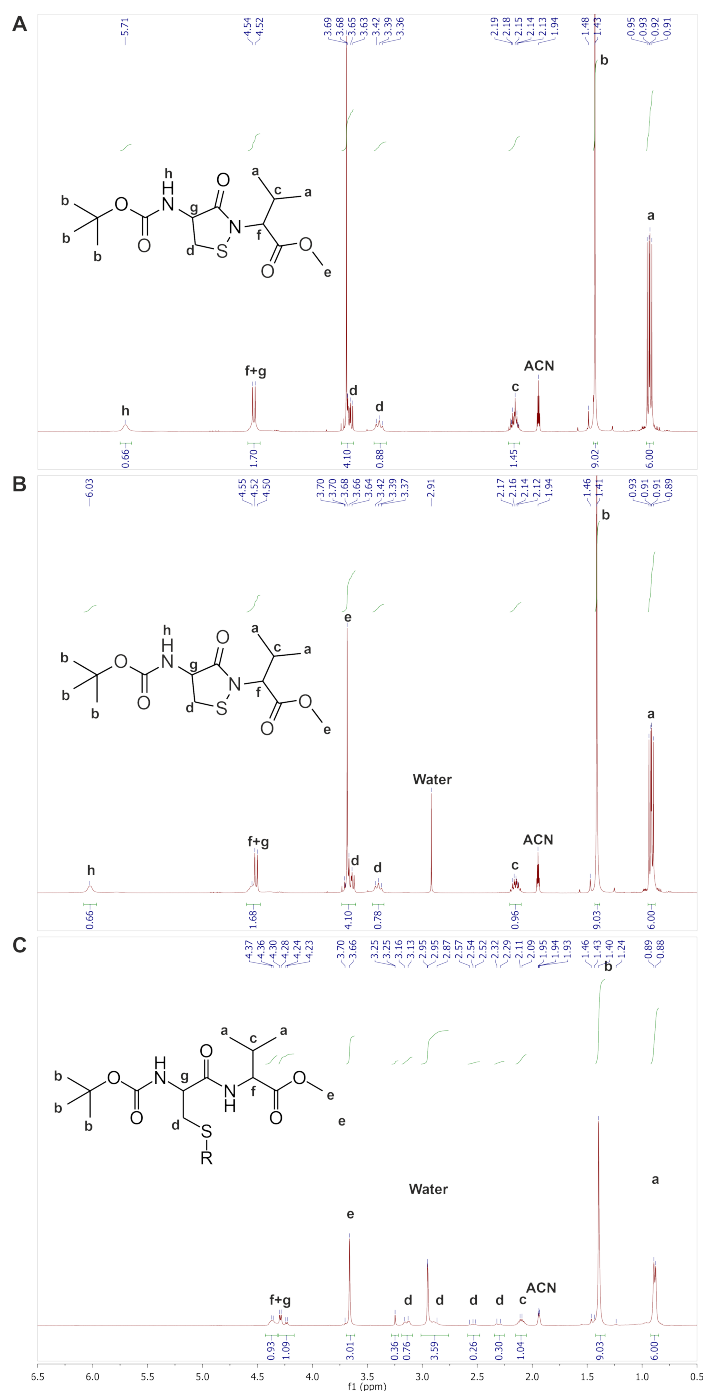 A
5.71 4.54 4.52 3.69 3.68 3.65 3.63 3.42 3.39 3.36 2.19 2.18 2.15 2.14 2.13 1.94 1.48 1.43 0.95 0.93 0.92 0.91
b
h O a
b O N g c a
b O N f
b d S O O e
a
ACN
f+g c
h d d
0.66 1.70 4.10 0.88 1.45 9.02 6.00
B
6.03 4.55 4.52 4.50 3.70 3.70 3.68 3.66 3.64 3.42 3.39 3.37 2.91 2.17 2.16 2.14 2.12 1.94 1.46 1.41 0.93 0.91 0.91 0.89
b
e
h O a
b O N g c a
b O N f
b d S O O e
a
Water
f+g ACN
h d d c
0.66 1.68 4.10 0.78 0.96 9.03 6.00
C
4.37 4.36 4.30 4.28 4.24 4.23 3.70 3.66 3.25 3.25 3.16 3.13 2.95 2.95 2.87 2.57 2.54 2.52 2.32 2.29 2.11 2.09 1.95 1.94 1.93 1.46 1.43 1.40 1.24 0.89 0.88
b
H O a c a
b O N g f O
b O N H O e
b d S e
R
Water a
e
f+g ACN
d d d d c
0.93 1.09 3.01 0.36 0.76 3.59 0.26 0.30 1.04 9.03 6.00
6.5 6.0 5.5 5.0 4.5 4.0 3.5 3.0 2.5 2.0 1.5 1.0 0.5
f1 (ppm)